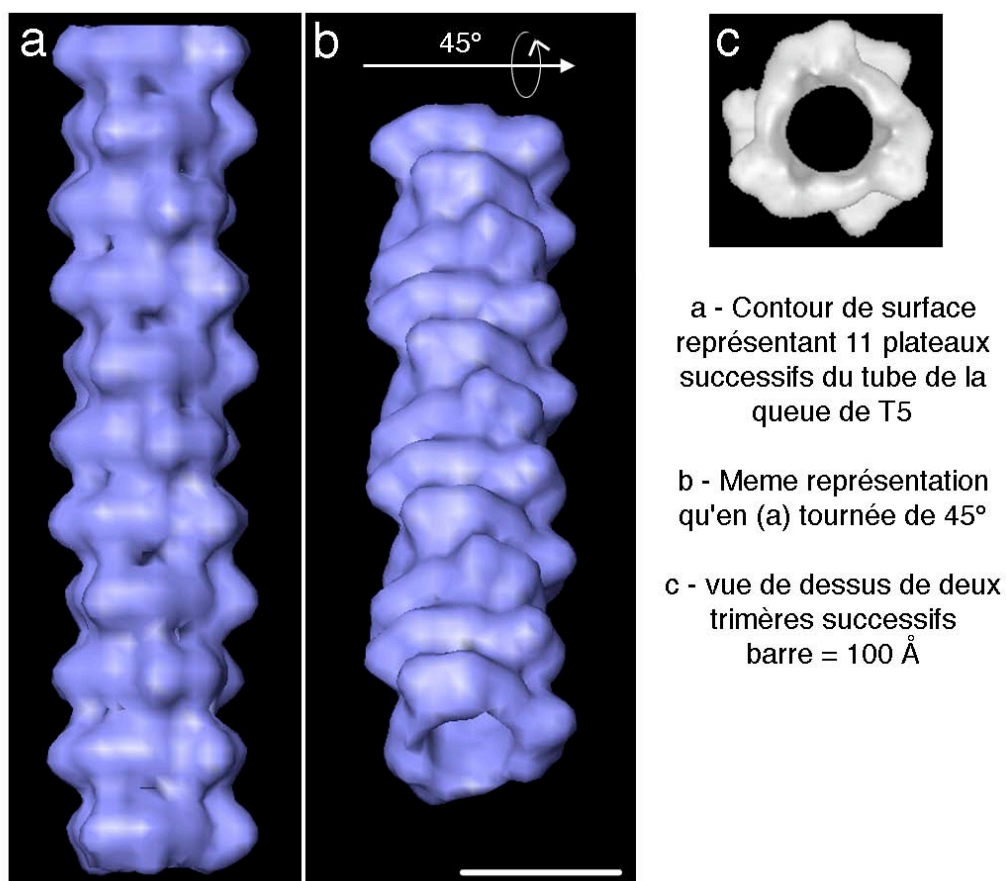 a
b
45°
c
a - Contour de surface
représentant 11 plateaux
successifs du tube de la
queue de T5
b - Meme représentation
qu'en (a) tournée de 45°
c - vue de dessus de deux
trimères successifs
barre = 100 Å